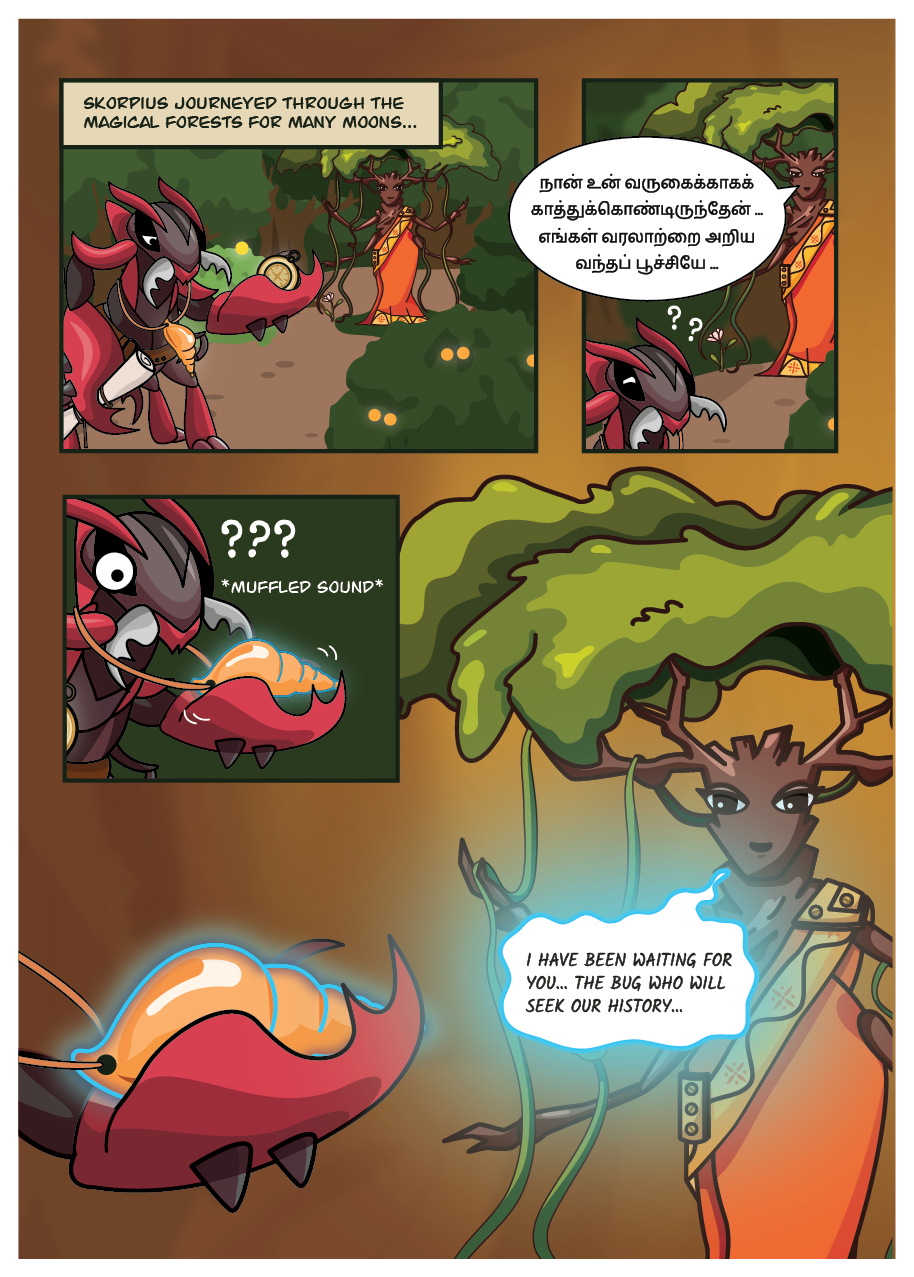 SKORPIUS JOURNEYED THROUGH THE
MAGICAL FORESTS FOR MANY MOONS...
நான் உன் வருகைக்காகக்
காத்துக்கொண்டிருந்தேன் ...
எங்கள் வரலாற்றை அறிய
வந்தப் பூச்சியே ...
? ?
???
*MUFFLED SOUND*
I HAVE BEEN WAITING FOR
YOU... THE BUG WHO WILL
SEEK OUR HISTORY...